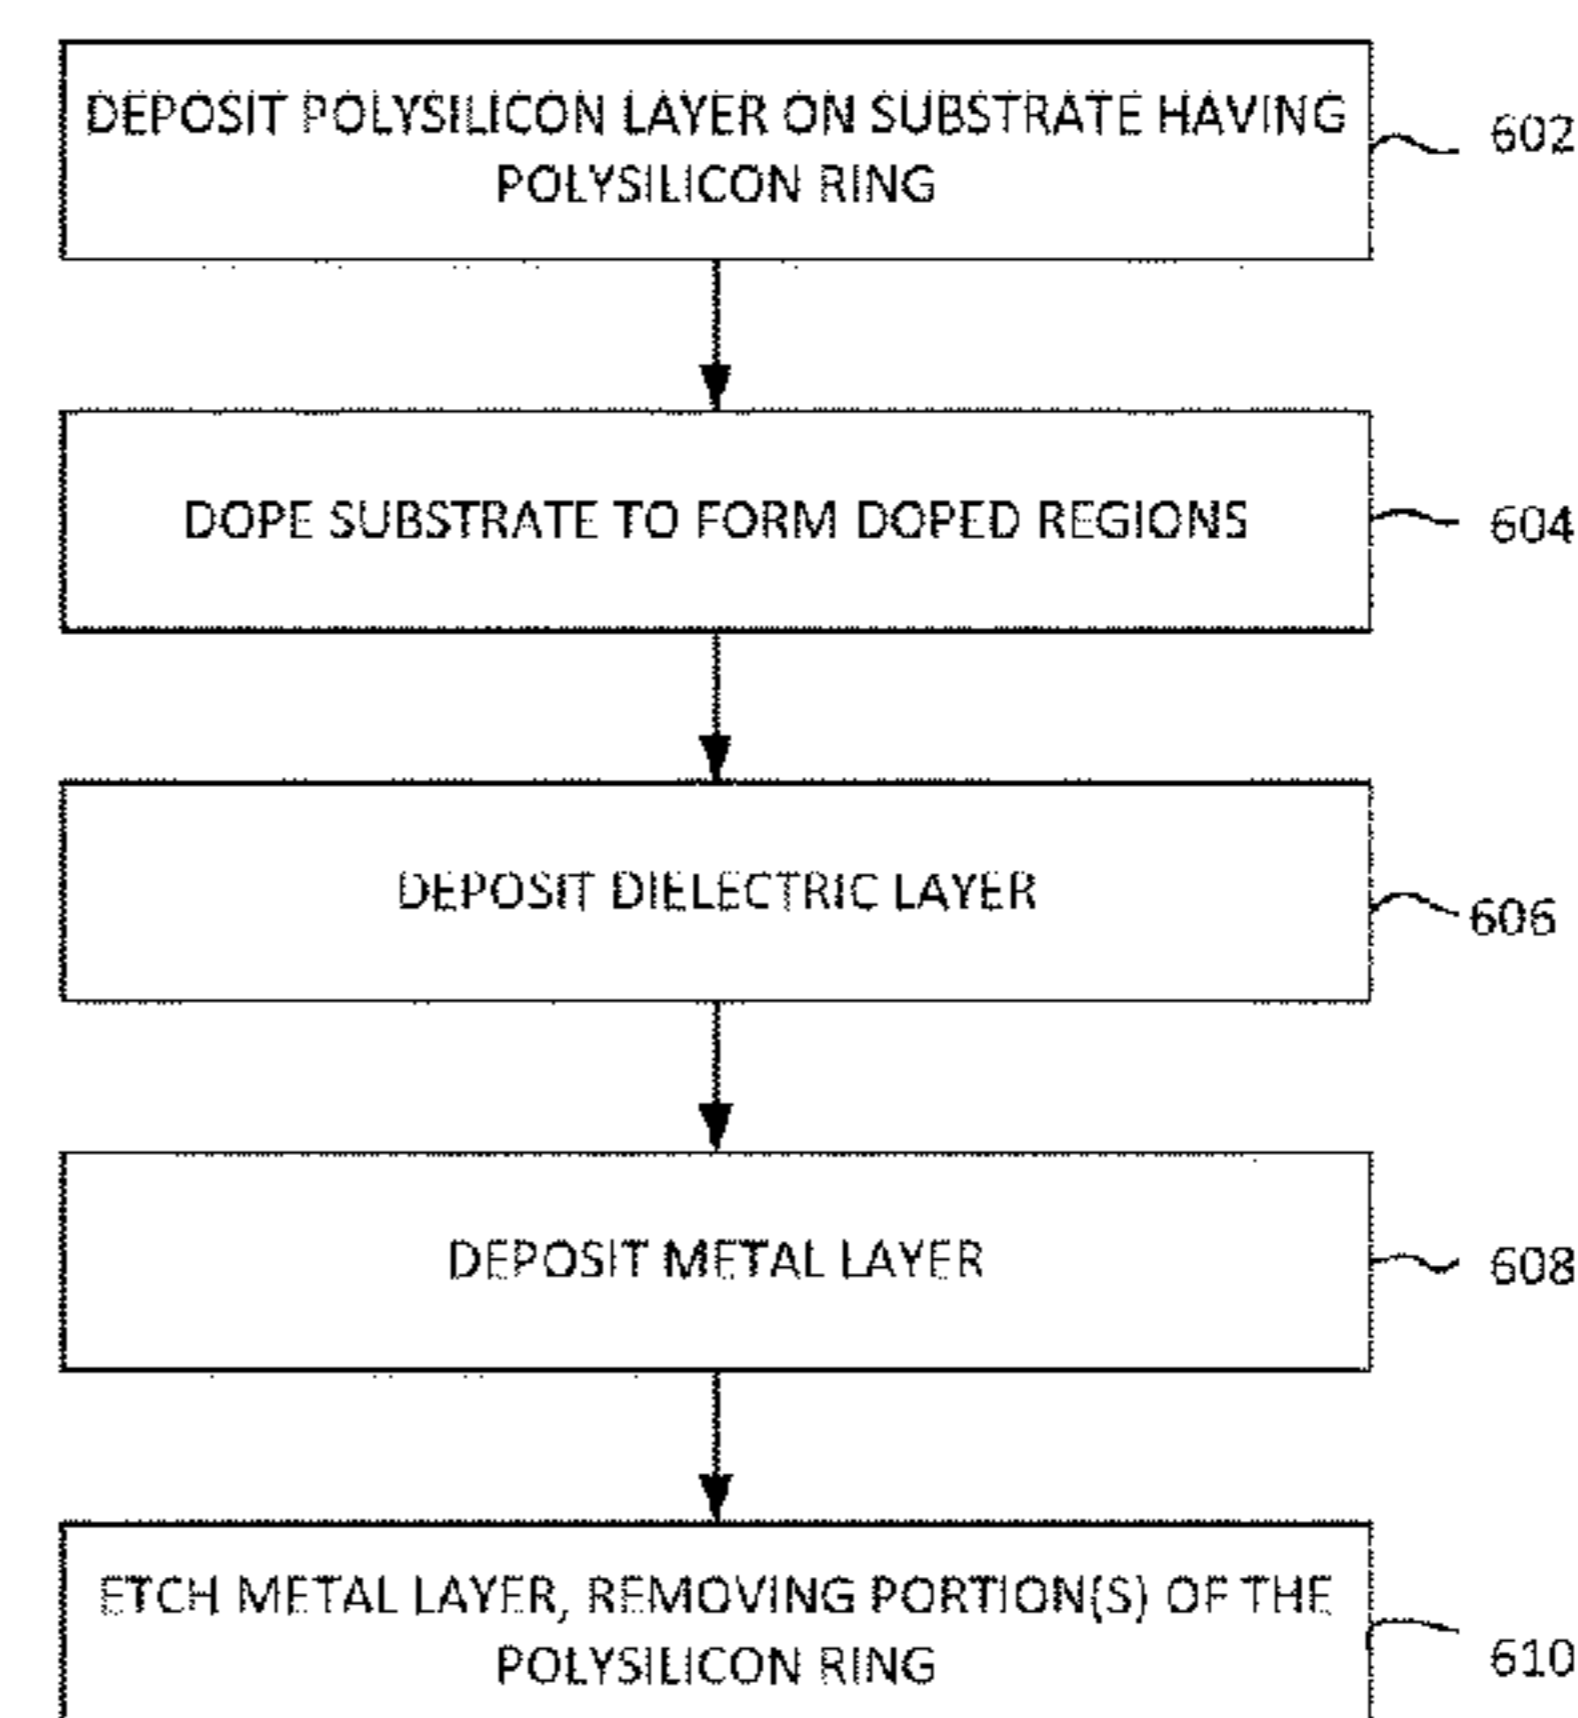 DEPOSIT POLYSILICON LAYER ON SUBSTRATE HAVING
POLYSILICON RING
602
DOPE SUBSTRATE TO FORM DOPED REGIONS
604
DEPOSIT DIELECTRIC LAYER
606
DEPOSIT METAL LAYER
608
ETCH METAL LAYER, REMOVING PORTION(S) OF THE
POLYSILICON RING
610